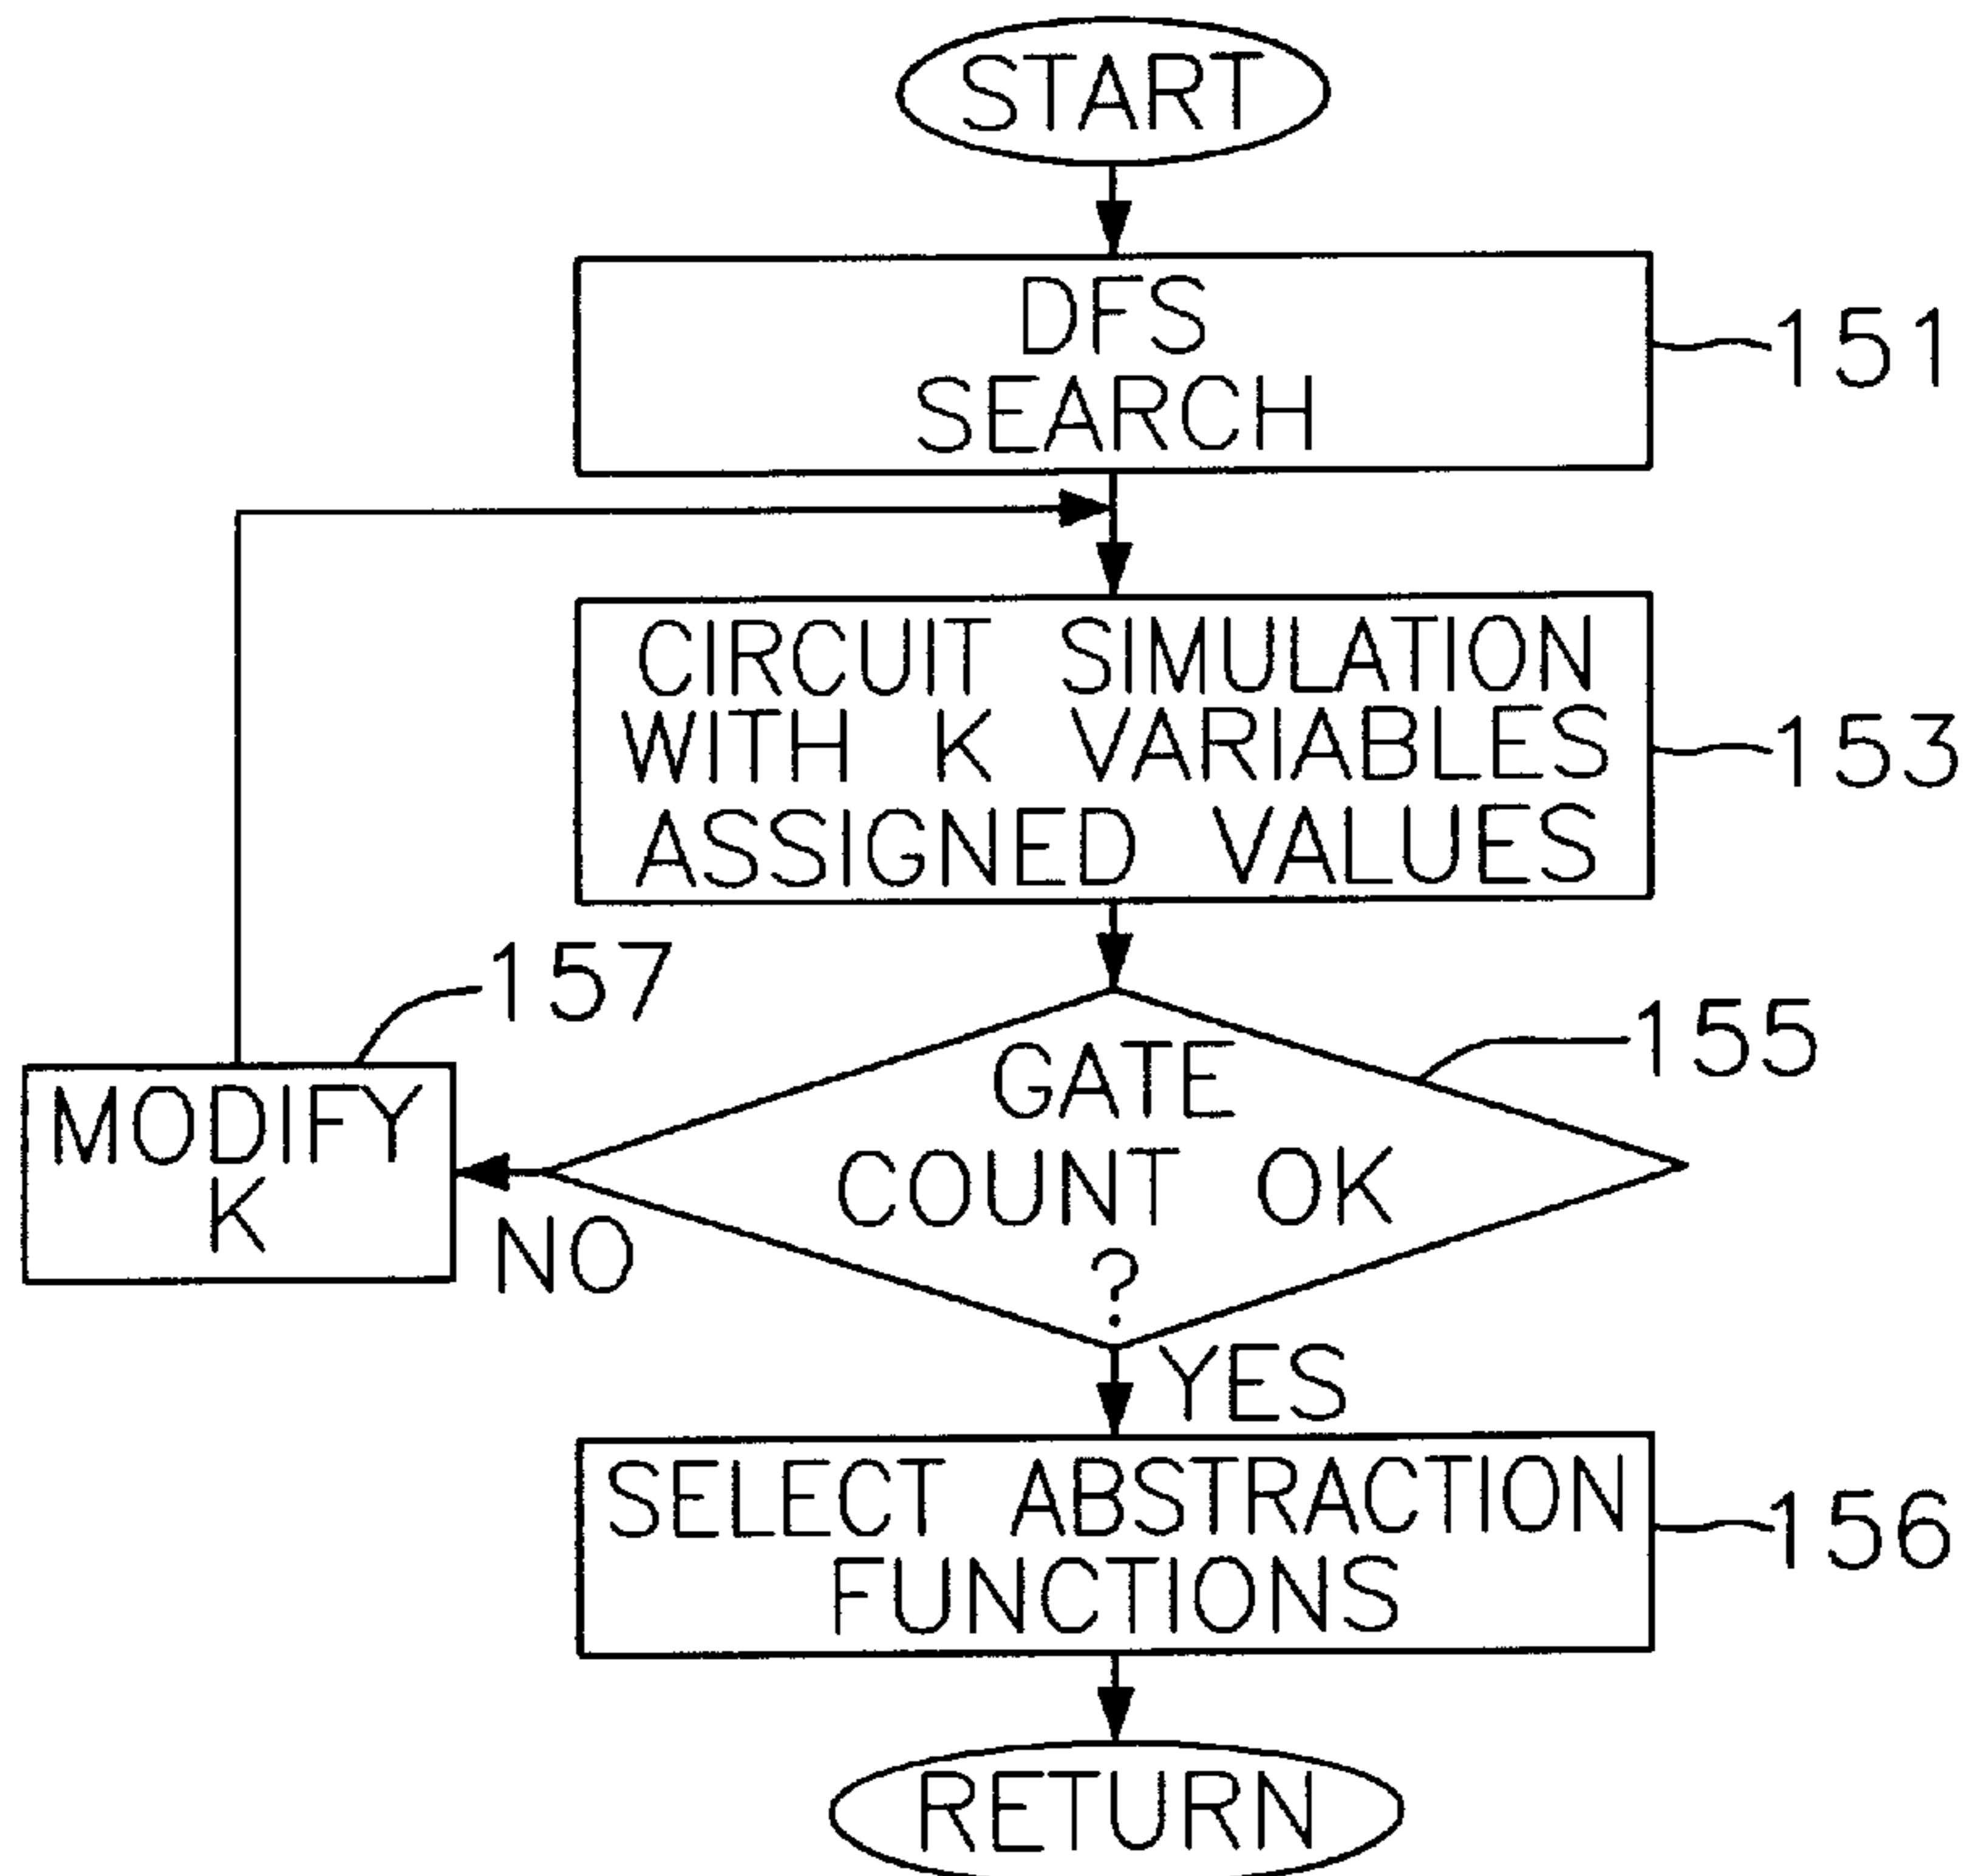 START
DFS
SEARCH
151
CIRCUIT SIMULATION
WITH K VARIABLES
ASSIGNED VALUES
153
157
155
MODIFY
K
GATE
COUNT OK
?
NO
YES
SELECT ABSTRACTION
FUNCTIONS
156
RETURN